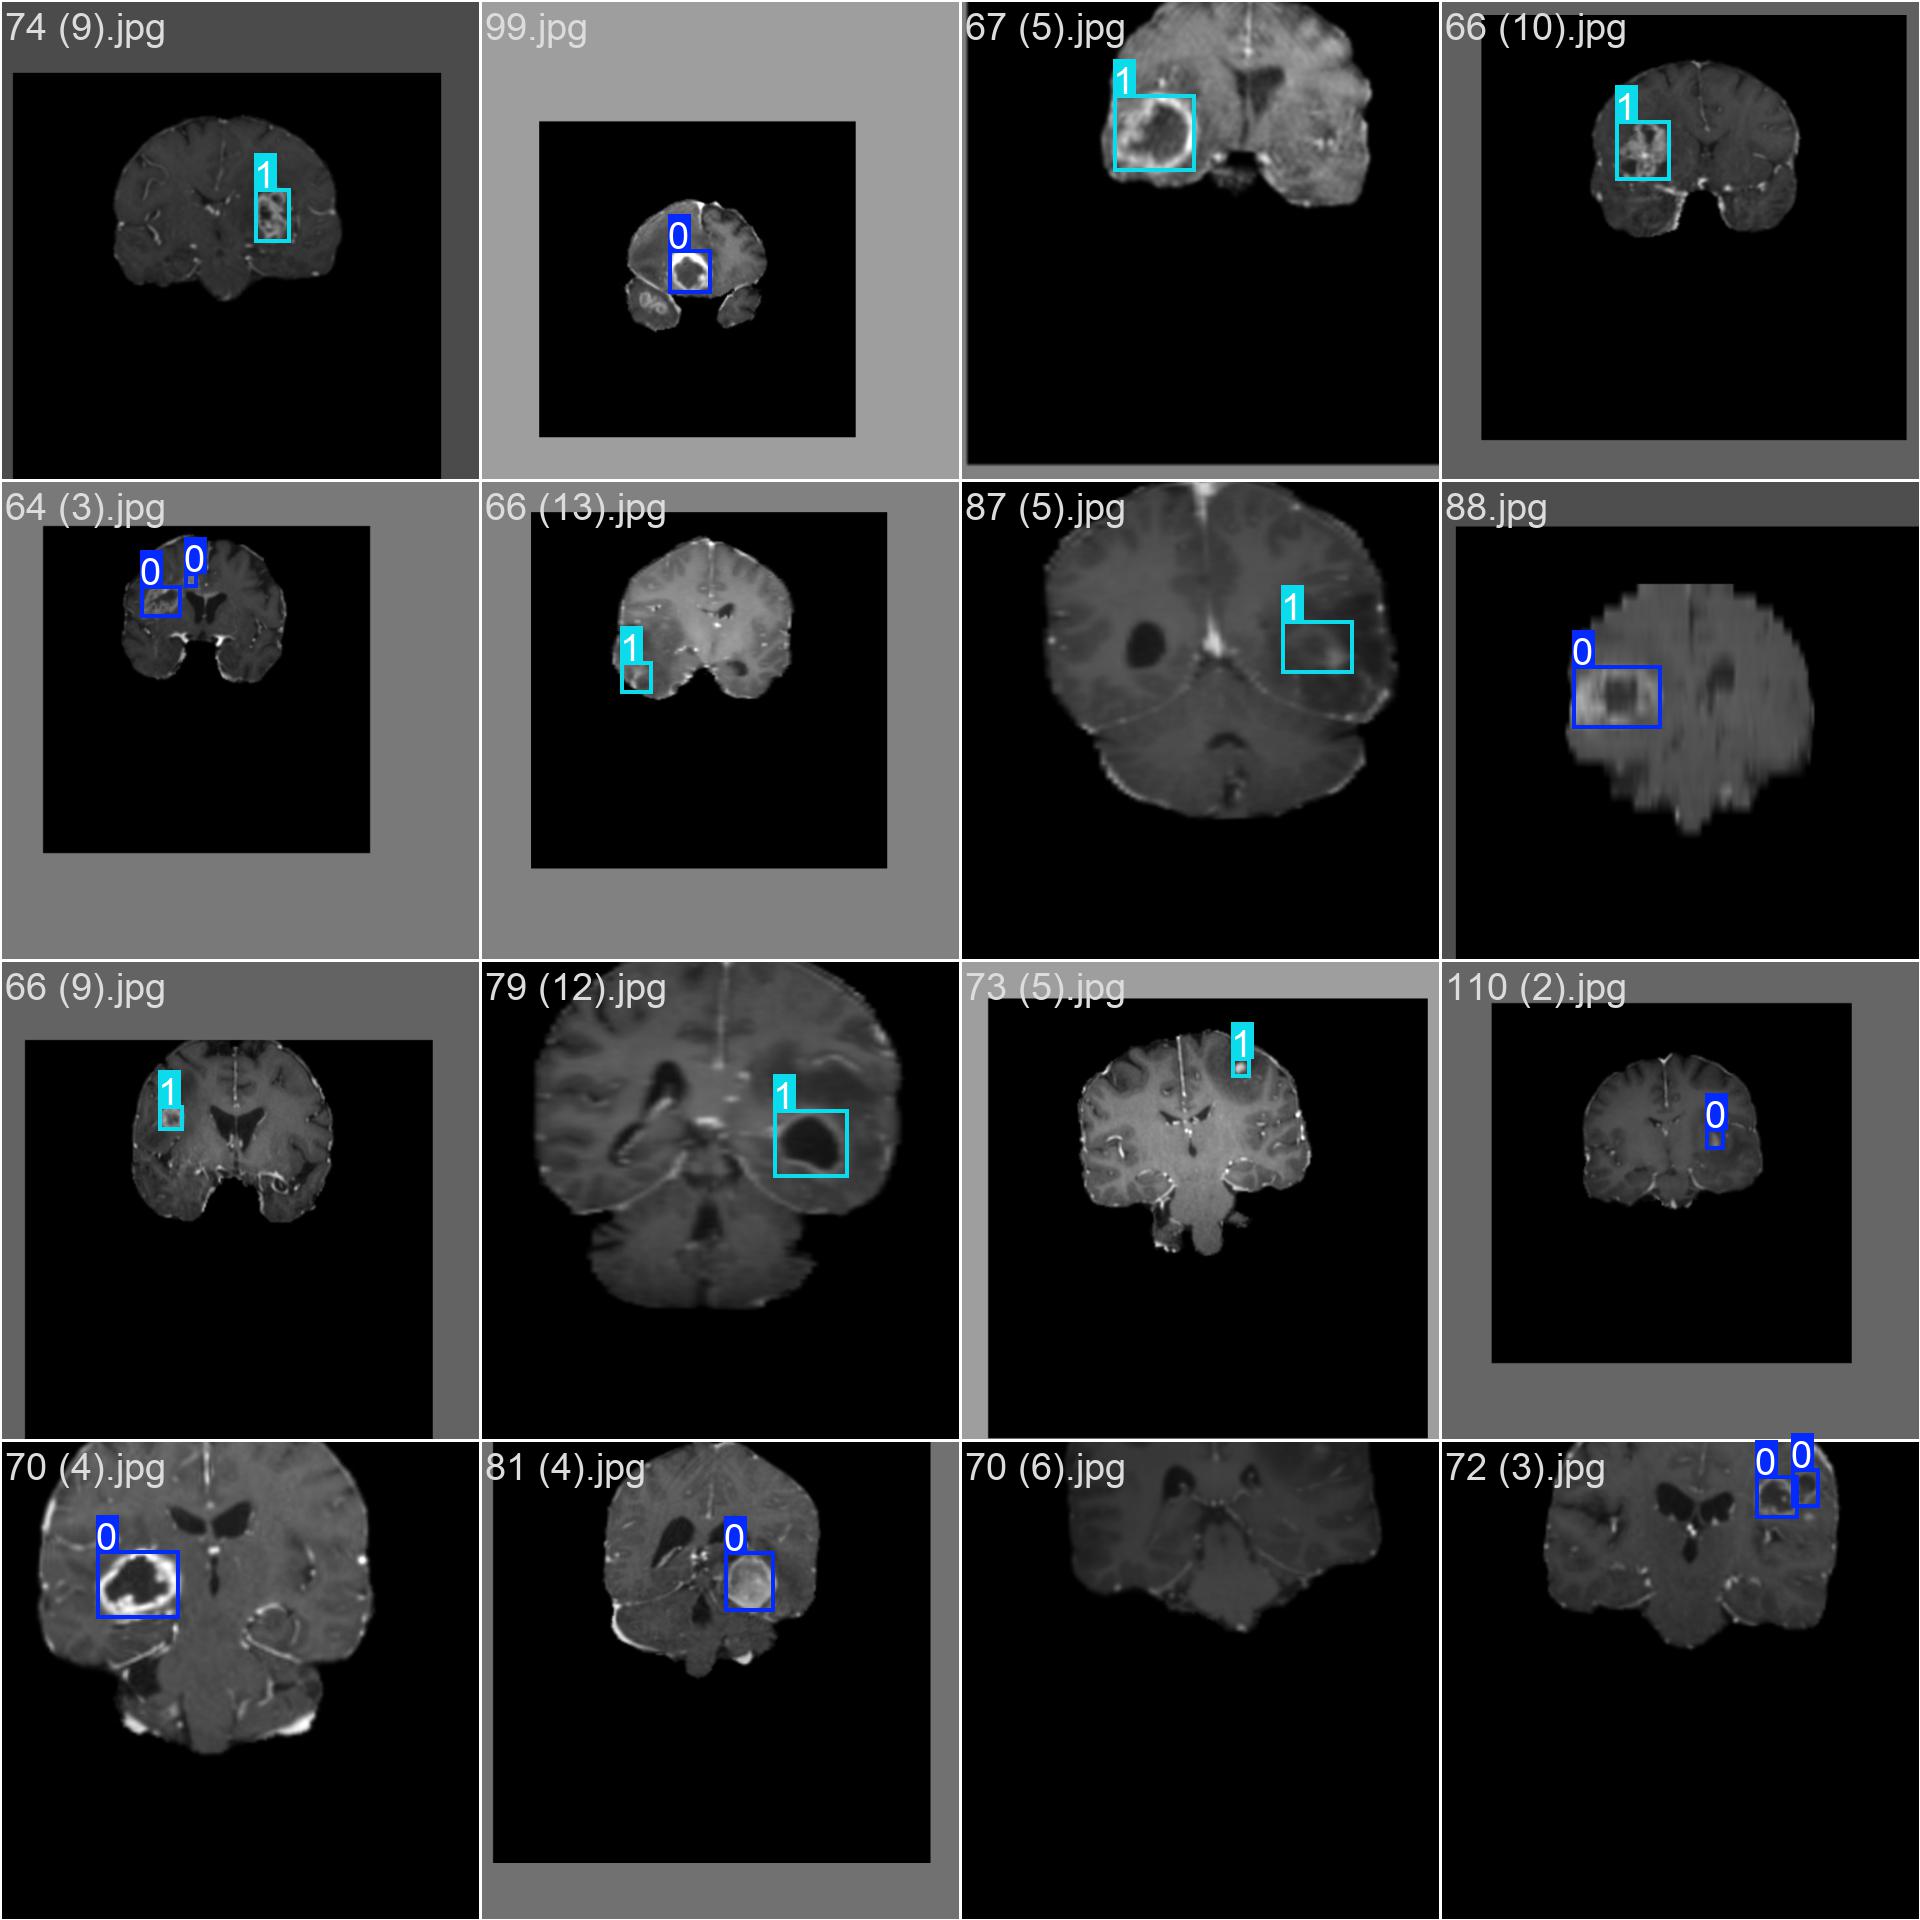 74 (9).jpg
1
99.jpg
0
67 (5).jpg
1
66 (10).jpg
1
64 (3).jpg
0
0
66 (13).jpg
1
87 (5).jpg
1
88.jpg
0
66 (9).jpg
1
79 (12).jpg
1
73 (5).jpg
1
110 (2).jpg
0
70 (4).jpg
0
81 (4).jpg
0
70 (6).jpg
72 (3).jpg
0
0